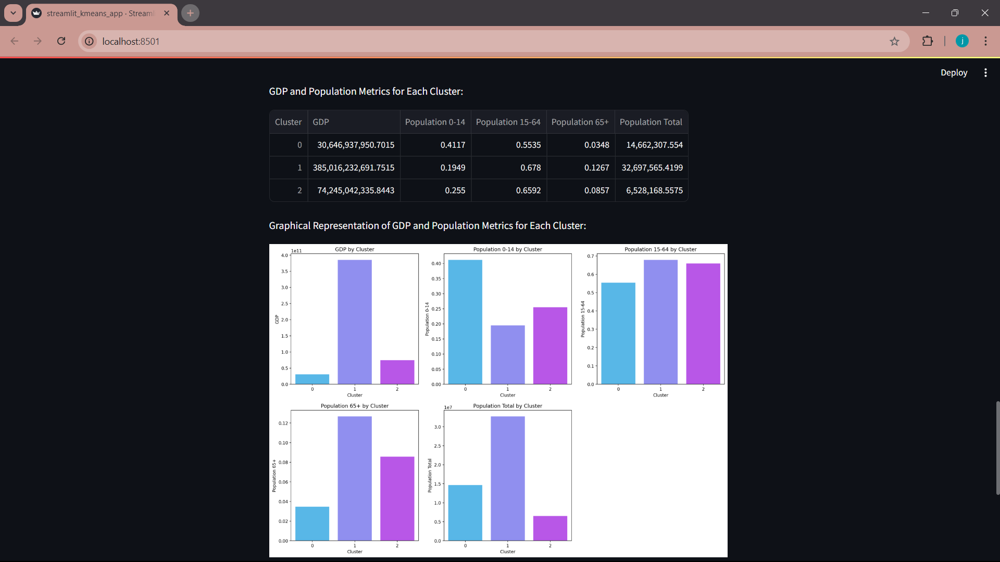 streamlit_kmeans_app · Streaml
localhost:8501
j
Deploy
GDP and Population Metrics for Each Cluster:
Cluster GDP Population 0-14 Population 15-64 Population 65+ Population Total
0 30,646,937,950.7015 0.4117 0.5535 0.0348 14,662,307.554
1 385,016,232,691.7515 0.1949 0.678 0.1267 32,697,565.4199
2 74,245,042,335.8443 0.255 0.6592 0.0857 6,528,168.5575
Graphical Representation of GDP and Population Metrics for Each Cluster:
GDP by Cluster
1e11
4.0
3.5
3.0
2.5
2.0
1.5
1.0
0.5
0.0
GDP
0 1 2
Cluster
Population 0-14 by Cluster
0.40
0.35
0.30
0.25
0.20
0.15
0.10
0.05
0.00
Population 0-14
0 1 2
Cluster
Population 15-64 by Cluster
0.7
0.6
0.5
0.4
0.3
0.2
0.1
0.0
Population 15-64
0 1 2
Cluster
Population 65+ by Cluster
0.12
0.10
0.08
0.06
0.04
0.02
0.00
Population 65+
0 1 2
Cluster
Population Total by Cluster
1e7
3.0
2.5
2.0
1.5
1.0
0.5
0.0
Population Total
0 1 2
Cluster